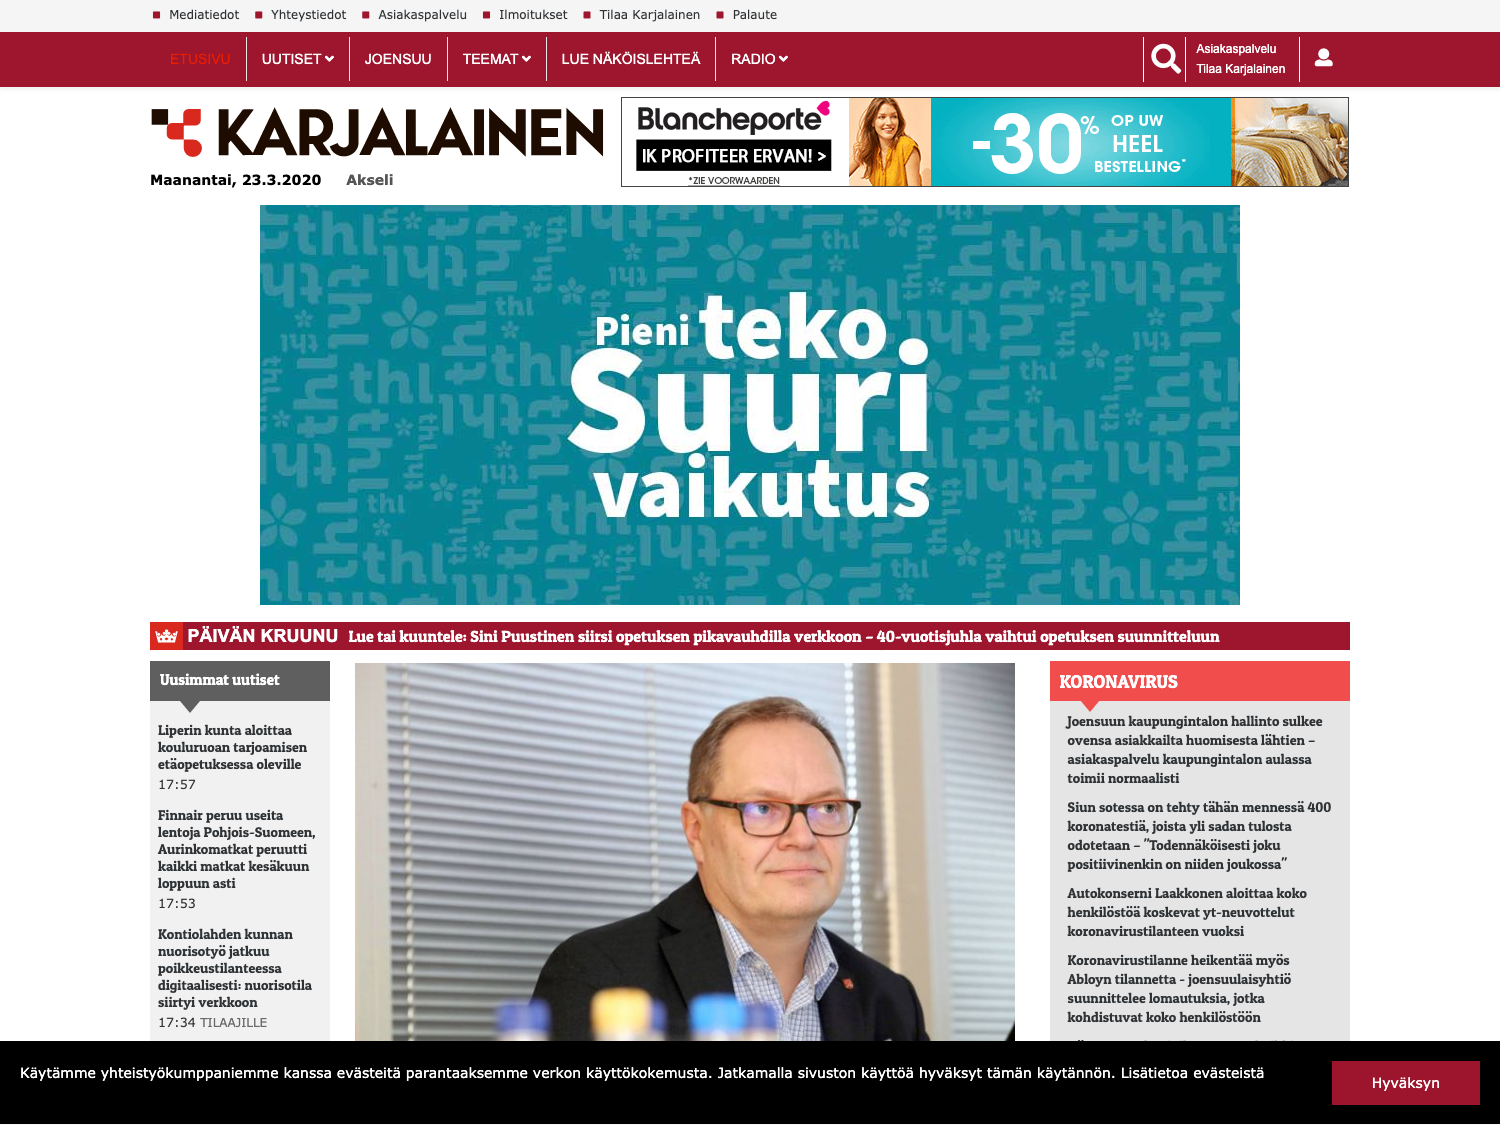 Mediatiedot Yhteystiedot Asiakaspalvelu Ilmoitukset Tilaa Karjalainen Palaute
ETUSIVU UUTISET JOENSUU TEEMAT LUE NÄKÖISLEHTEÄ RADIO
Asiakaspalvelu
Tilaa Karjalainen
KARJALAINEN
Maanantai, 23.3.2020 Akseli
Blancheporte
IK PROFITEER ERVAN! >
*ZIE VOORWAARDEN
-30% OP UW
HEEL
BESTELLING*
Pieni teko
Suuri
vaikutus
PÄIVÄN KRUUNU Lue tai kuuntele: Sini Puustinen siirsi opetuksen pikavauhdilla verkkoon – 40-vuotisjuhla vaihtui opetuksen suunnitteluun
Uusimmat uutiset
Liperin kunta aloittaa
kouluruoan tarjoamisen
etäopetuksessa oleville
17:57
Finnair peruu useita
lentoja Pohjois-Suomeen,
Aurinkomatkat peruutti
kaikki matkat kesäkuun
loppuun asti
17:53
Kontiolahden kunnan
nuorisotyö jatkuu
poikkeustilanteessa
digitaalisesti: nuorisotila
siirtyi verkkoon
17:34 TILAAJILLE
KORONAVIRUS
Joensuun kaupungintalon hallinto sulkee
ovensa asiakkailta huomisesta lähtien –
asiakaspalvelu kaupungintalon aulassa
toimii normaalisti
Siun sotessa on tehty tähän mennessä 400
koronatestiä, joista yli sadan tulosta
odotetaan – "Todennäköisesti joku
positiivinenkin on niiden joukossa"
Autokonserni Laakkonen aloittaa koko
henkilöstöä koskevat yt-neuvottelut
koronavirustilanteen vuoksi
Koronavirustilanne heikentää myös
Abloyn tilannetta - joensuulaisyhtiö
suunnittelee lomautuksia, jotka
kohdistuvat koko henkilöstöön
Käytämme yhteistyökumppaniemme kanssa evästeitä parantaaksemme verkon käyttökokemusta. Jatkamalla sivuston käyttöä hyväksyt tämän käytännön. Lisätietoa evästeistä
Hyväksyn